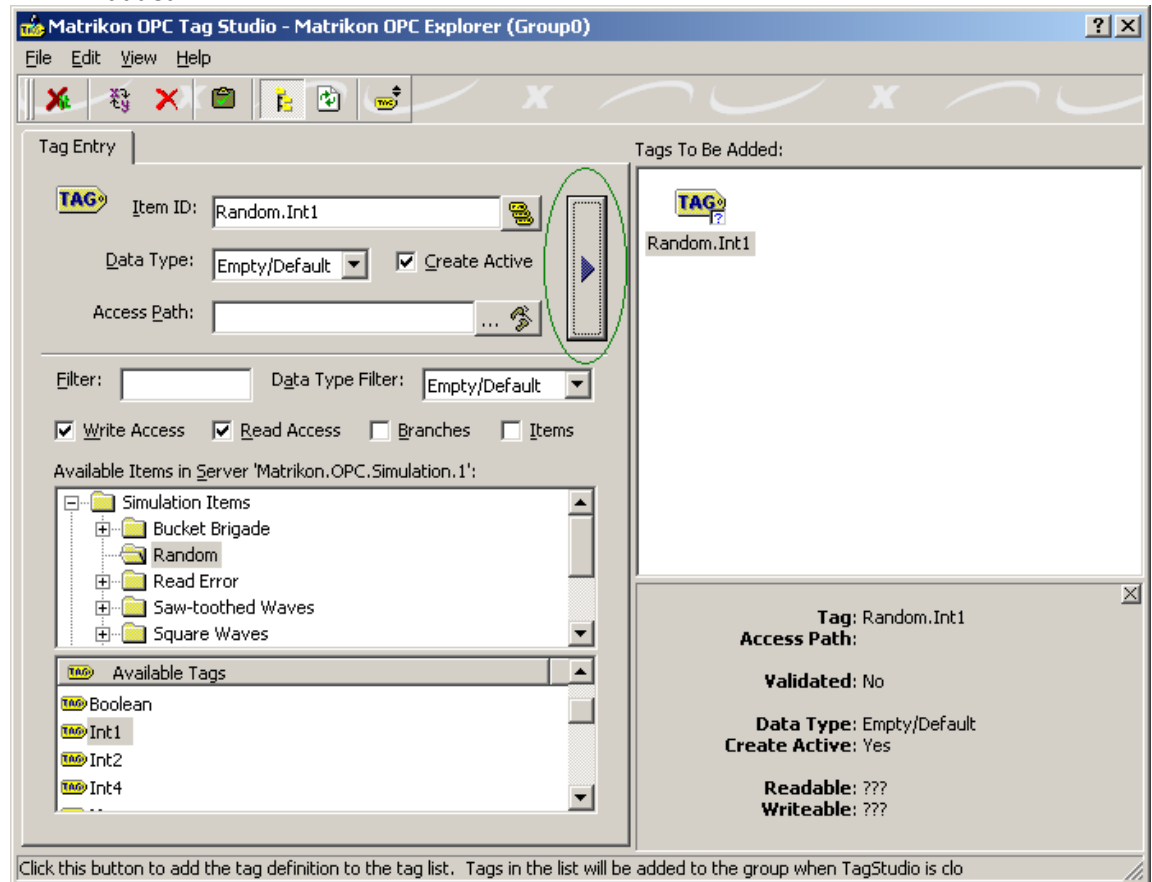 Matrikon OPC Tag Studio - Matrikon OPC Explorer (Group0)
File Edit View Help
Tag Entry
Tags To Be Added:
TAG Item ID: Random.Int1
TAG
Random.Int1
Data Type: Empty/Default Create Active
Access Path: ...
Filter: Data Type Filter: Empty/Default
Write Access Read Access Branches Items
Available Items in Server 'Matrikon.OPC.Simulation.1':
Simulation Items
Bucket Brigade
Random
Read Error
Saw-toothed Waves
Square Waves
TAG Available Tags
TAG Boolean
TAG Int1
TAG Int2
TAG Int4
Tag: Random.Int1
Access Path:
Validated: No
Data Type: Empty/Default
Create Active: Yes
Readable: ???
Writeable: ???
Click this button to add the tag definition to the tag list. Tags in the list will be added to the group when TagStudio is clo